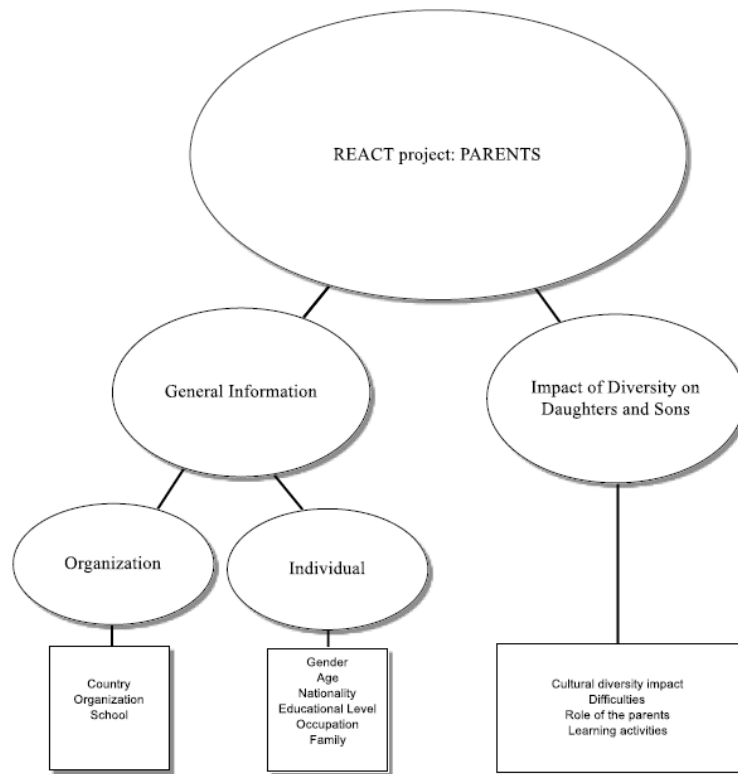 REACT project: PARENTS
General Information
Impact of Diversity on
Daughters and Sons
Organization
Individual
Country
Organization
School
Gender
Age
Nationality
Educational Level
Occupation
Family
Cultural diversity impact
Difficulties
Role of the parents
Learning activities